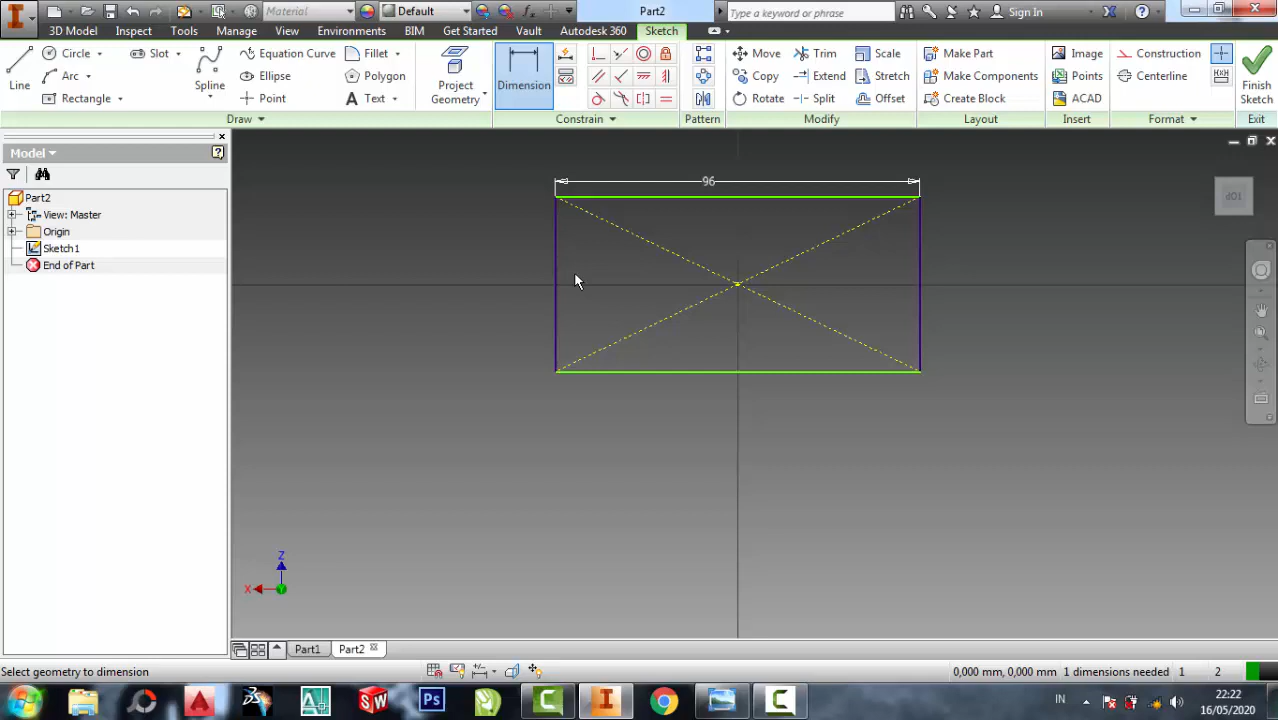 Material
Default
Part2
Type a keyword or phrase
Sign In
3D Model Inspect Tools Manage View Environments BIM Get Started Vault Autodesk 360 Sketch
Line
Circle
Arc
Rectangle
Slot
Spline
Equation Curve
Ellipse
Point
Fillet
Polygon
Text
Project Geometry
Dimension
Move
Copy
Rotate
Trim
Extend
Split
Scale
Stretch
Offset
Make Part
Make Components
Create Block
Image
Points
ACAD
Construction
Centerline
Finish Sketch
Draw Constrain Pattern Modify Layout Insert Format Exit
Model
Part2
View: Master
Origin
Sketch1
End of Part
96
TOP
Z
X
Y
Part1 Part2
Select geometry to dimension
0,000 mm, 0,000 mm 1 dimensions needed 1 2
IN
22:22
16/05/2020